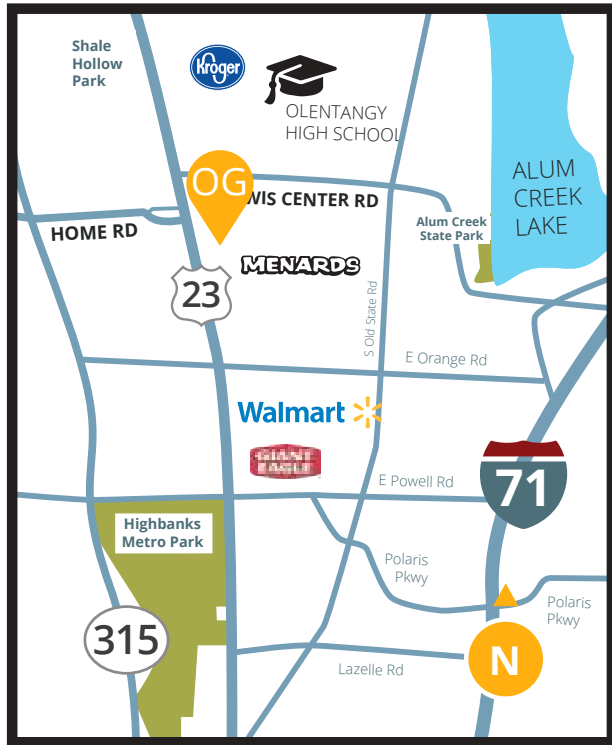 Shale
Hollow
Park
Kroger
OLENTANGY
HIGH SCHOOL
ALUM
CREEK
LAKE
OG
WIS CENTER RD
Alum Creek
State Park
HOME RD
MENARDS
23
S Old State Rd
E Orange Rd
Walmart
GIANT
EAGLE
E Powell Rd
71
Highbanks
Metro Park
Polaris
Pkwy
Polaris
Pkwy
315
N
Lazelle Rd